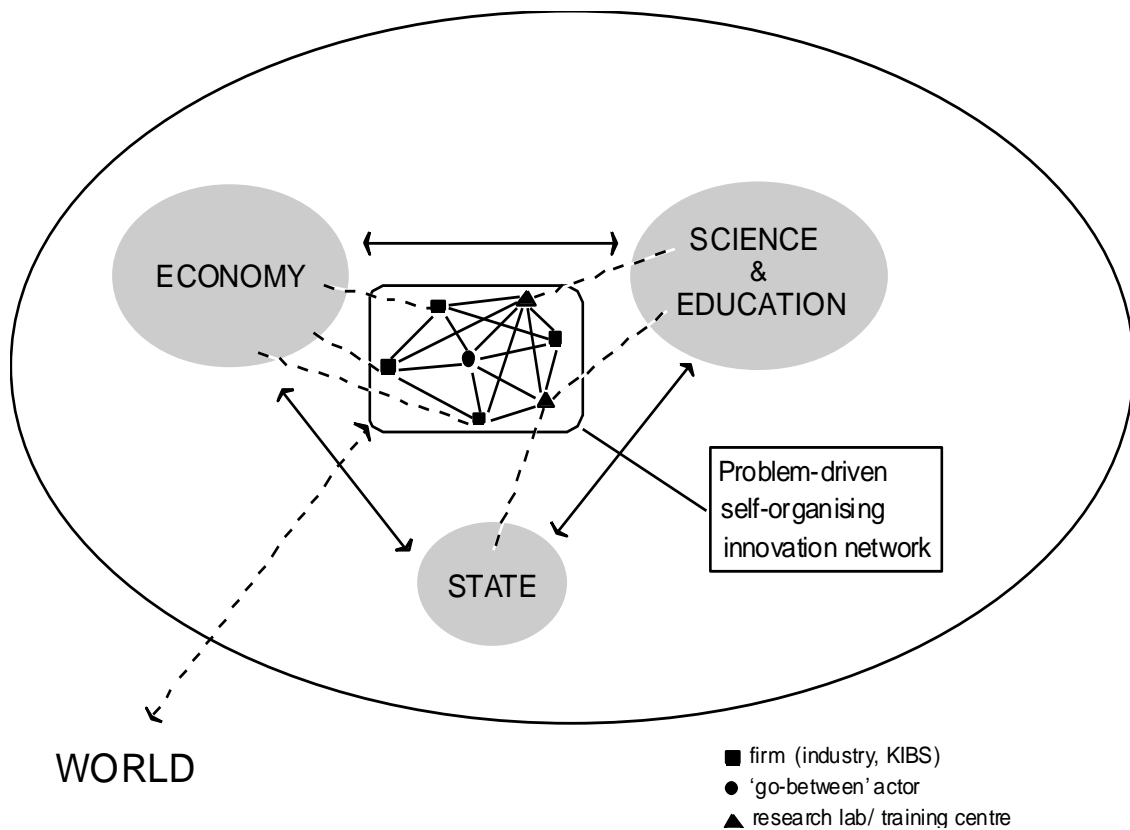 ECONOMY
SCIENCE
&
EDUCATION
Problem-driven
self-organising
innovation network
STATE
WORLD
firm (industry, KIBS)
‘go-between’ actor
research lab/ training centre